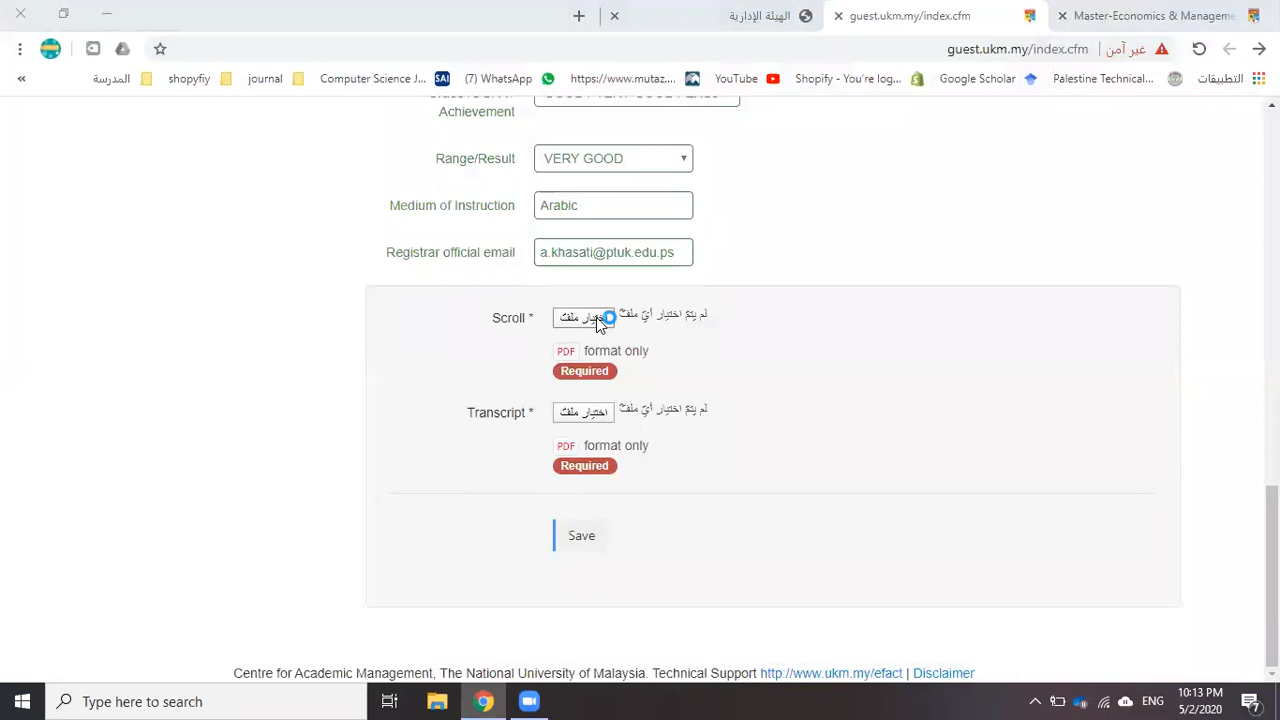 الهيئة الإدارية
guest.ukm.my/index.cfm
Master-Economics & Manageme
guest.ukm.my/index.cfm
غير آمن
المدرسة
shopyfiy
journal
Computer Science J...
SAI
(7) WhatsApp
https://www.mutaz....
YouTube
Shopify - You're log...
Google Scholar
Palestine Technical...
التطبيقات
Achievement
Range/Result
VERY GOOD
Medium of Instruction
Arabic
Registrar official email
a.khasati@ptuk.edu.ps
Scroll *
اختيار ملف
لم يتمّ اختيار أيّ ملفّ
PDF format only
Required
Transcript *
اختيار ملف
لم يتمّ اختيار أيّ ملفّ
PDF format only
Required
Save
Centre for Academic Management, The National University of Malaysia. Technical Support http://www.ukm.my/efact | Disclaimer
Type here to search
ENG
10:13 PM
5/2/2020
7